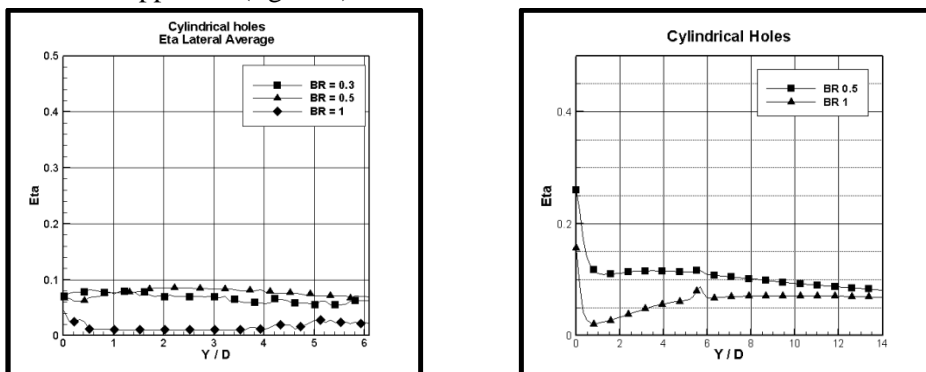 Cylindrical holes
Eta Lateral Average
0.5
0.4
0.3
0.2
0.1
0
Eta
BR = 0.3
BR = 0.5
BR = 1
0 1 2 3 4 5 6
Y / D
Cylindrical Holes
0.4
0.2
0
Eta
BR 0.5
BR 1
0 2 4 6 8 10 12 14
Y / D